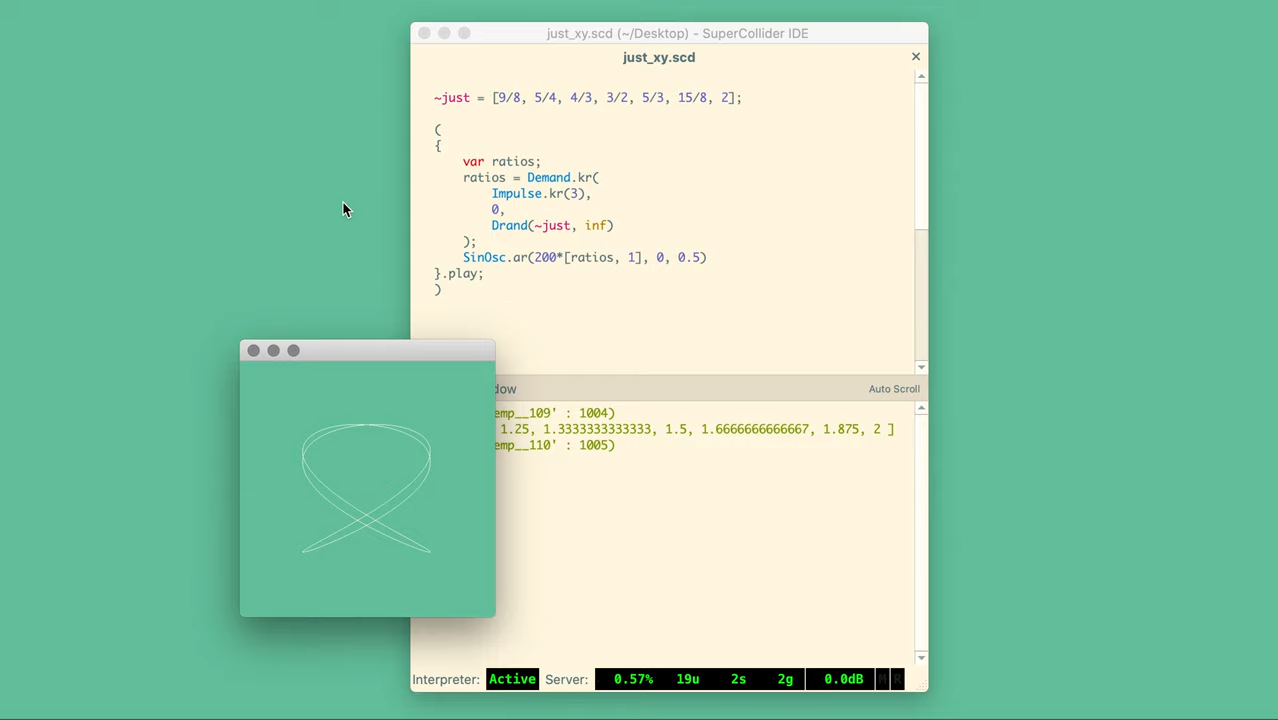 just_xy.scd (~/Desktop) - SuperCollider IDE
just_xy.scd
~just = [9/8, 5/4, 4/3, 3/2, 5/3, 15/8, 2];
(
{
var ratios;
ratios = Demand.kr(
Impulse.kr(3),
0,
Drand(~just, inf)
);
SinOsc.ar(200*[ratios, 1], 0, 0.5)
}.play;
)
dow Auto Scroll
emp__109' : 1004)
1.25, 1.3333333333333, 1.5, 1.6666666666667, 1.875, 2 ]
emp__110' : 1005)
Interpreter: Active Server: 0.57% 19u 2s 2g 0.0dB M R